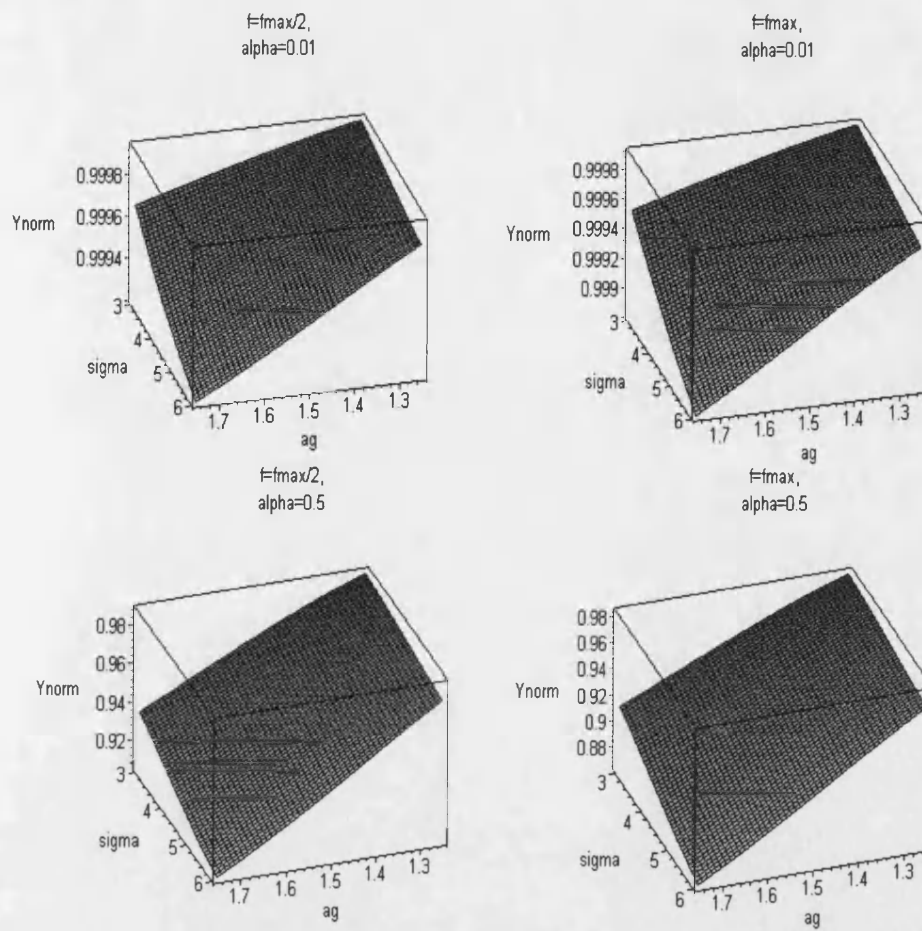 f=fmax/2,
alpha=0.01
0.9998
0.9996
Ynorm
0.9994
3
4
sigma
5
6
1.7
1.6
1.5
1.4
1.3
ag
f=fmax,
alpha=0.01
0.9998
0.9996
0.9994
Ynorm
0.9992
0.999
3
4
sigma
5
6
1.7
1.6
1.5
1.4
1.3
ag
f=fmax/2,
alpha=0.5
0.98
0.96
Ynorm
0.94
0.92
3
4
sigma
5
6
1.7
1.6
1.5
1.4
1.3
ag
f=fmax,
alpha=0.5
0.98
0.96
0.94
Ynorm
0.92
0.9
0.88
3
4
sigma
5
6
1.7
1.6
1.5
1.4
1.3
ag